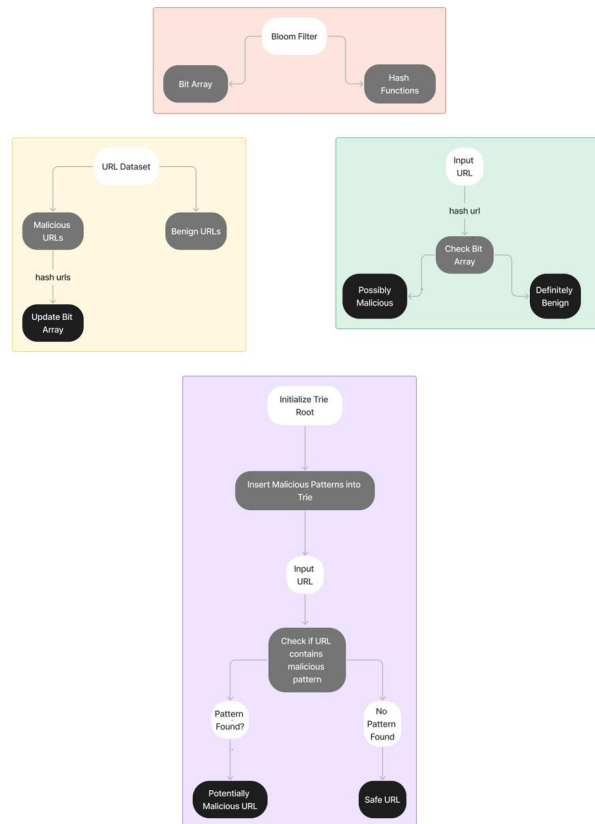 Bloom Filter
Bit Array
Hash
Functions
URL Dataset
Malicious
URLs
Benign URLs
hash urls
Update Bit
Array
Input
URL
hash url
Check Bit
Array
Possibly
Malicious
Definitely
Benign
Initialize Trie
Root
Insert Malicious Patterns into
Trie
Input
URL
Check if URL
contains
malicious
pattern
Pattern
Found?
No
Pattern
Found
Potentially
Malicious URL
Safe URL